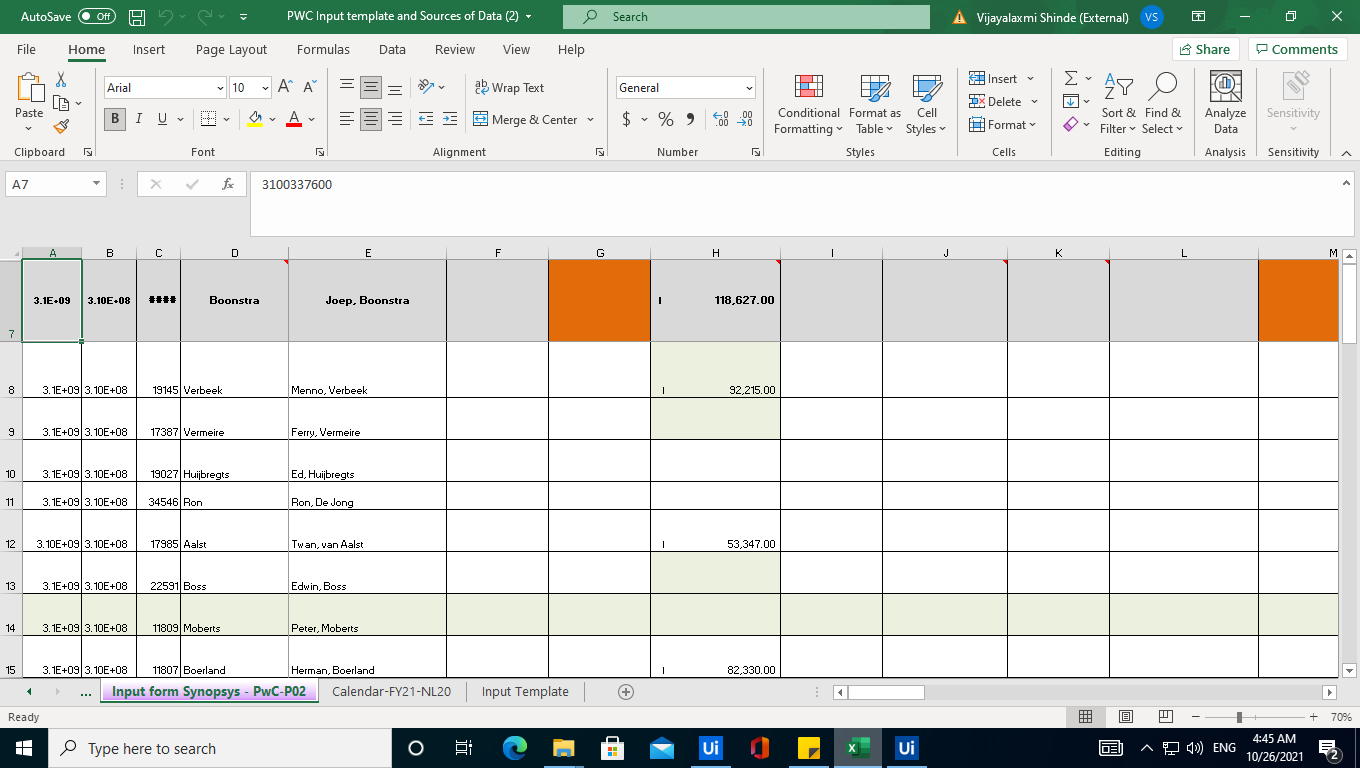 AutoSave Off PWC Input template and Sources of Data (2) Search Vijayalaxmi Shinde (External) VS
File Home Insert Page Layout Formulas Data Review View Help Share Comments
Paste
Arial 10 A^ A˅
B I U A
ab Wrap Text
Merge & Center
General
$ % 9 .00 .00
Conditional Formatting
Format as Table
Cell Styles
Insert
Delete
Format
Sort & Filter
Find & Select
Analyze Data
Sensitivity
Clipboard Font Alignment Number Styles Cells Editing Analysis Sensitivity
A7 fx 3100337600
A B C D E F G H I J K L M
7 3.1E+09 3.10E+08 #### Boonstra Joep, Boonstra I 118,627.00
8 3.1E+09 3.10E+08 19145 Verbeek Menno, Verbeek I 92,215.00
9 3.1E+09 3.10E+08 17387 Vermeire Ferry, Vermeire
10 3.1E+09 3.10E+08 19027 Huijbregts Ed, Huijbregts
11 3.1E+09 3.10E+08 34546 Ron Ron, De Jong
12 3.10E+09 3.10E+08 17985 Aalst Twan, van Aalst I 53,347.00
13 3.1E+09 3.10E+08 22591 Boss Edwin, Boss
14 3.1E+09 3.10E+08 11809 Moberts Peter, Moberts
15 3.1E+09 3.10E+08 11807 Boerland Herman, Boerland I 82,330.00
... Input form Synopsys - PwC-P02 Calendar-FY21-NL20 Input Template
Ready 70%
Type here to search Ui Ui ENG 4:45 AM
10/26/2021 2